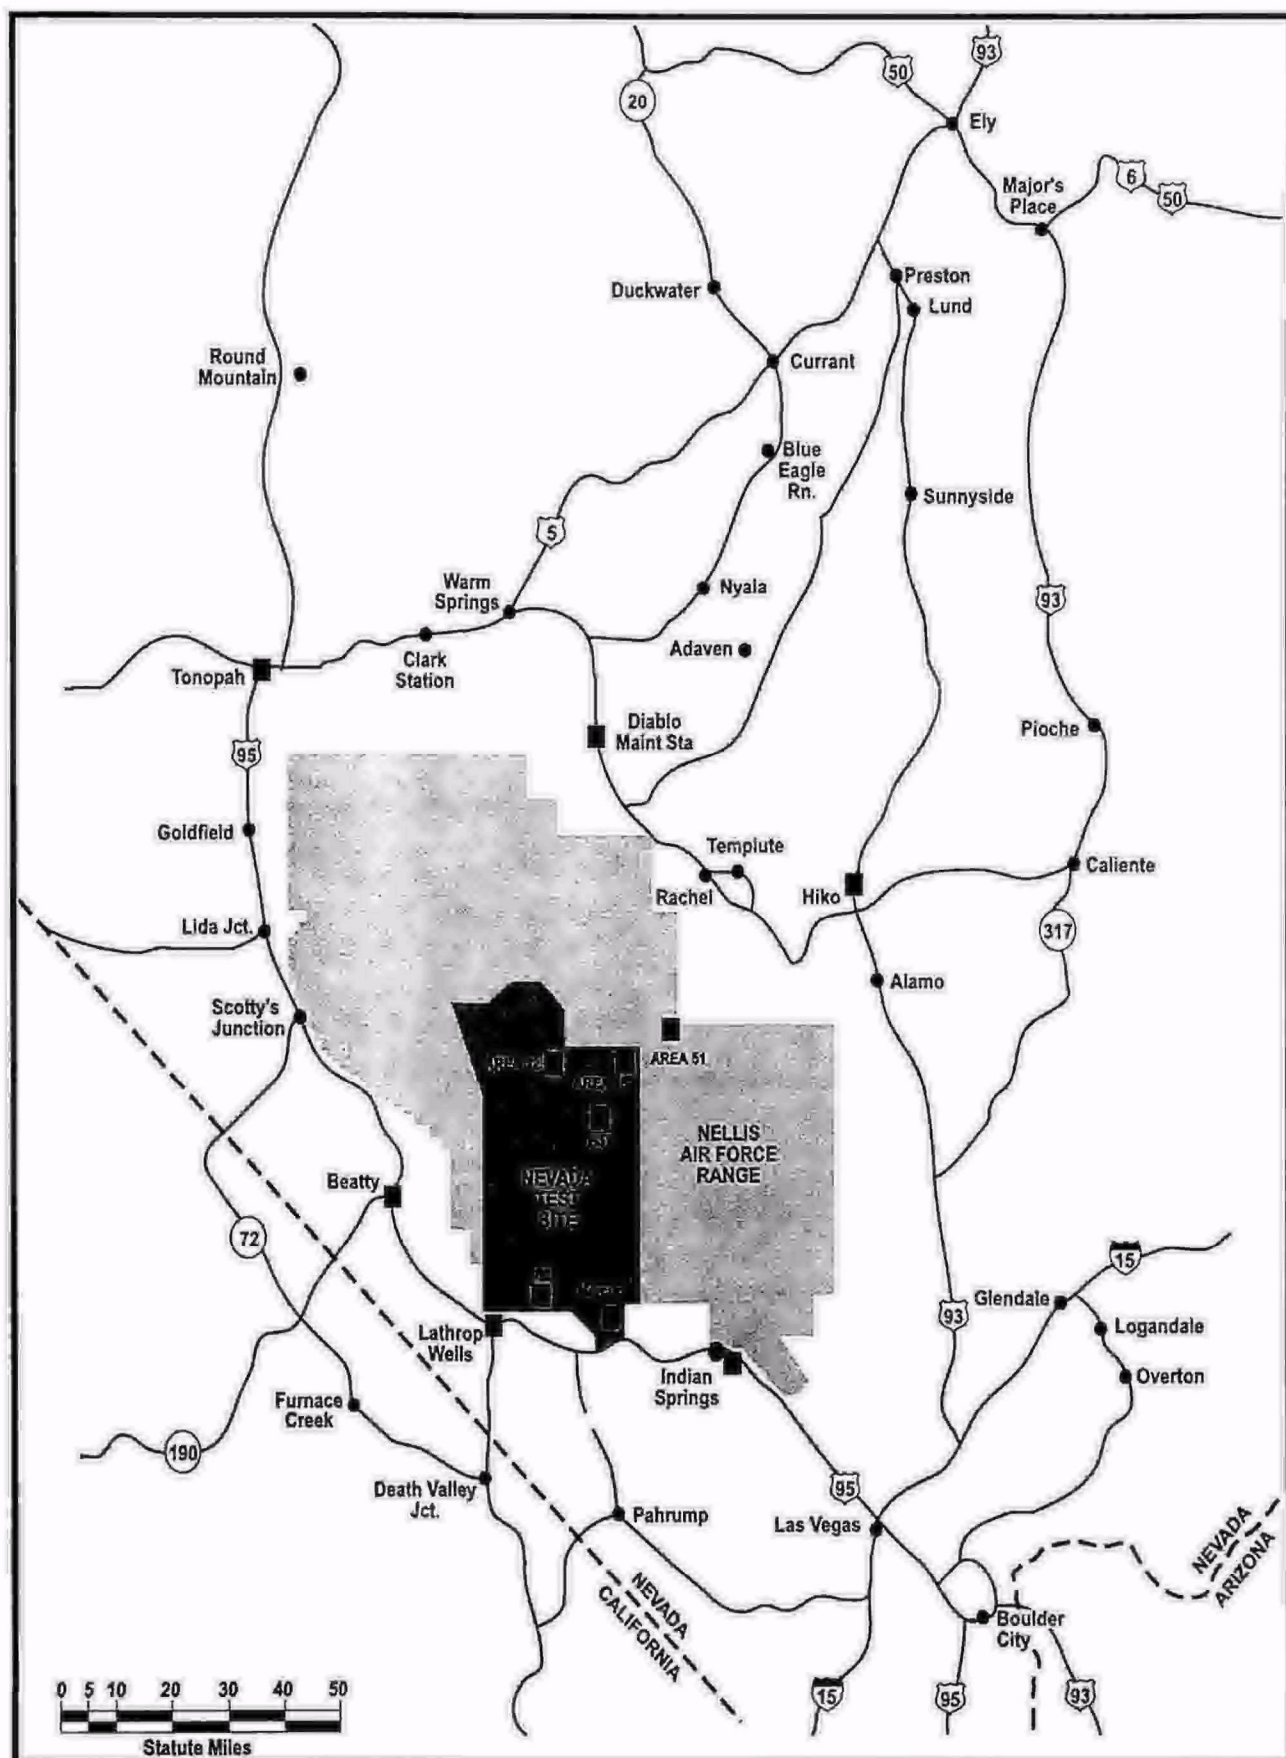 93
50
20
Ely
Major's
Place
6
50
Preston
Duckwater
Lund
Round
Mountain
Currant
Blue
Eagle
Rn.
Sunnyside
5
Warm
Springs
Nyala
93
Adaven
Clark
Station
Tonopah
Diablo
Maint Sta
Pioche
95
Goldfield
Templute
Caliente
Rachel
Hiko
Lida Jct.
317
Alamo
Scotty's
Junction
AREA 51
AREA
NELLIS
AIR FORCE
RANGE
NEVADA
TEST
SITE
Beatty
72
15
Glendale
93
Logandale
Lathrop
Wells
Indian
Springs
Overton
Furnace
Creek
190
Death Valley
Jct.
95
Pahrump
Las Vegas
NEVADA
ARIZONA
NEVADA
CALIFORNIA
Boulder
City
15
95
93
0 5 10 20 30 40 50
Statute Miles